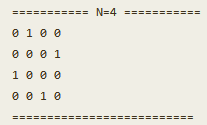 =========== N=4 ===========
0 1 0 0
0 0 0 1
1 0 0 0
0 0 1 0
==========================